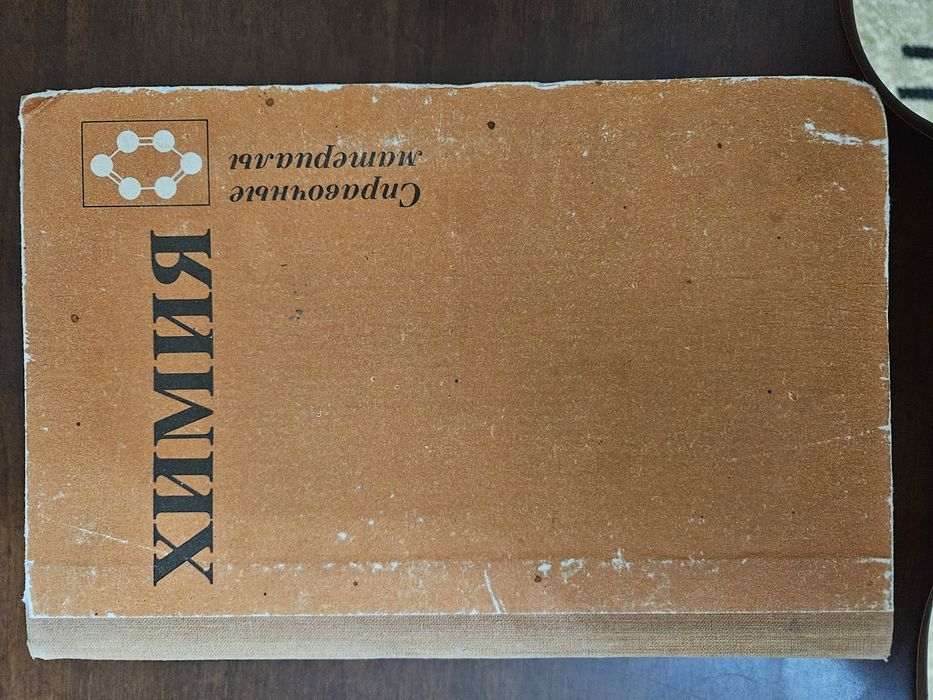 ХИМИЯ
Справочные
материалы